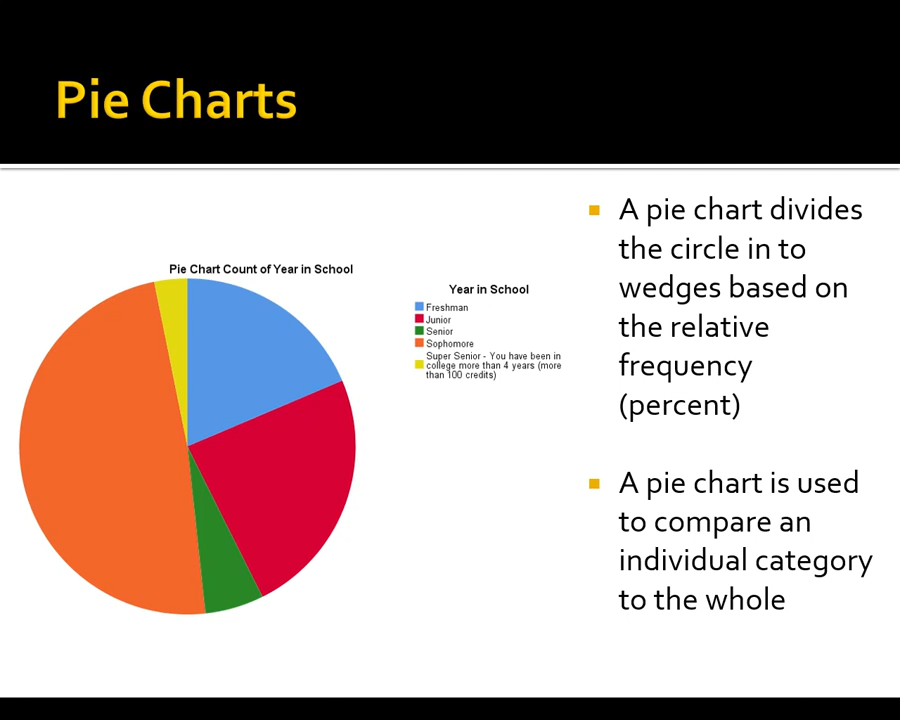 Pie Charts
Pie Chart Count of Year in School
Year in School
Freshman
Junior
Senior
Sophomore
Super Senior - You have been in
college more than 4 years (more
than 100 credits)
A pie chart divides
the circle in to
wedges based on
the relative
frequency
(percent)
A pie chart is used
to compare an
individual category
to the whole